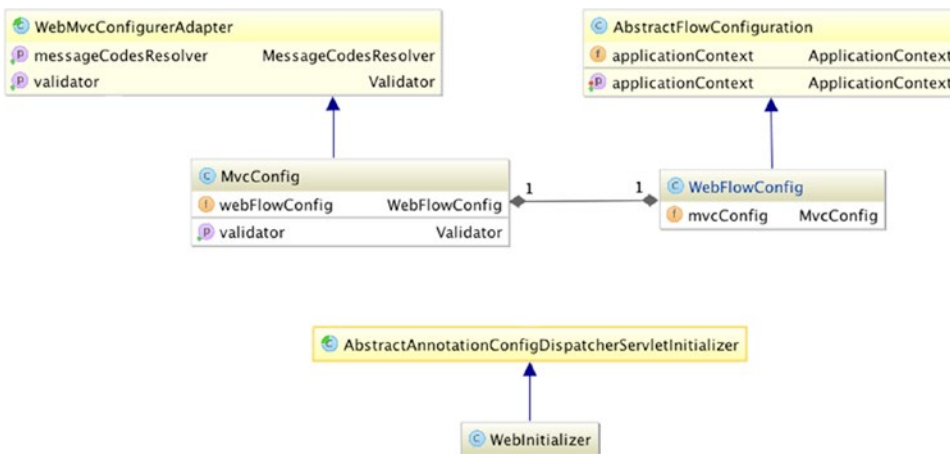 WebMvcConfigurerAdapter
messageCodesResolver MessageCodesResolver
validator Validator
AbstractFlowConfiguration
applicationContext ApplicationContext
applicationContext ApplicationContext
MvcConfig
webFlowConfig WebFlowConfig
validator Validator
1 1
WebFlowConfig
mvcConfig MvcConfig
AbstractAnnotationConfigDispatcherServletInitializer
WebInitializer